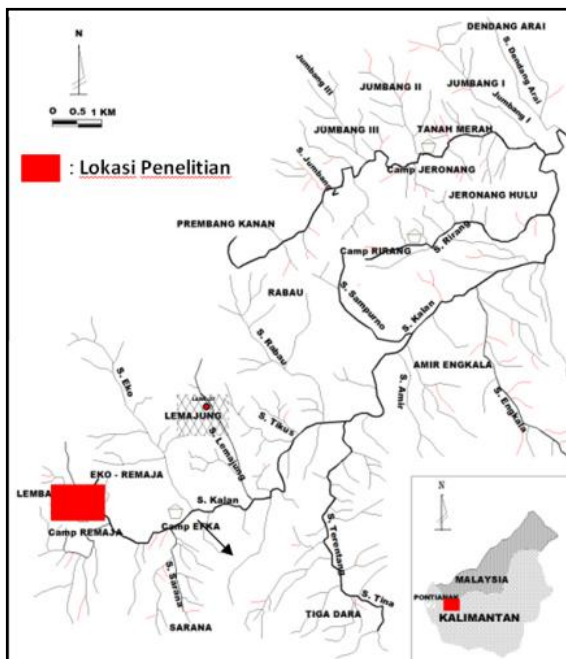 N
0 0.5 1 KM
: Lokasi Penelitian
DENDANG ARAI
S. Dendang Arai
Jumbang III
JUMBANG II
JUMBANG I
Jumbang I
JUMBANG III
TANAH MERAH
S. Jumbang
Camp JERONANG
JERONANG HULU
PREMBANG KANAN
Camp RIRANG
S. Rirang
RABAU
S. Sampurno
S. Kalan
S. Rabau
AMIR ENGKALA
S. Eko
S. Amir
S. Engkala
LEMAJUNG
S. Tikus
S. Lemajung
EKO - REMAJA
LEMBA
S. Kalan
Camp REMAJA
Camp EFKA
S. Terentang
S. Sarana
S. Tina
SARANA
TIGA DARA
N
MALAYSIA
PONTIANAK
KALIMANTAN